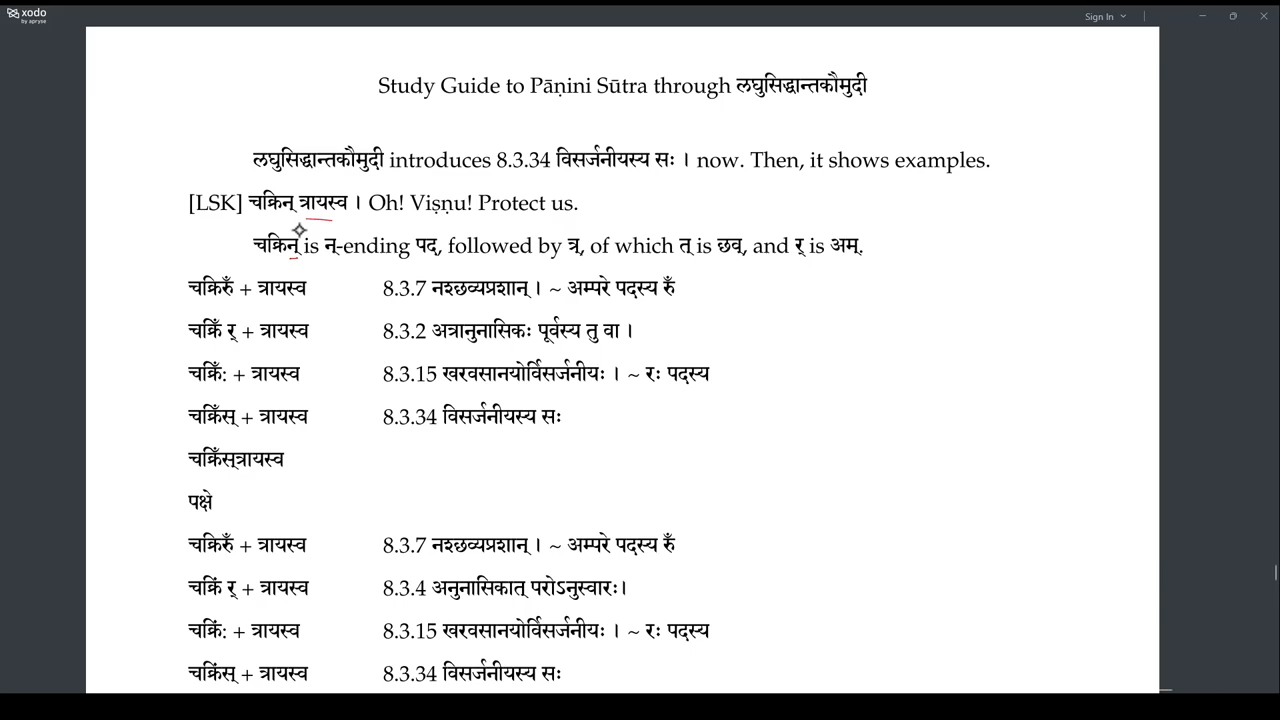 xodo
by apryse
Sign In
Study Guide to Pāṇini Sūtra through लघुसिद्धान्तकौमुदी
लघुसिद्धान्तकौमुदी introduces 8.3.34 विसर्जनीयस्य सः । now. Then, it shows examples.
[LSK] चक्रिन् त्रायस्व । Oh! Viṣṇu! Protect us.
चक्रिन् is न्-ending पद, followed by त्र्, of which त् is छव्, and र् is अम्.
चक्रिरुँ + त्रायस्व 8.3.7 नश्छव्यप्रशान् । ~ अम्परे पदस्य रुँ
चक्रिँ र् + त्रायस्व 8.3.2 अत्रानुनासिकः पूर्वस्य तु वा ।
चक्रिँ: + त्रायस्व 8.3.15 खरवसानयोर्विसर्जनीयः । ~ रः पदस्य
चक्रिँस् + त्रायस्व 8.3.34 विसर्जनीयस्य सः
चक्रिँस्त्रायस्व
पक्षे
चक्रिरुँ + त्रायस्व 8.3.7 नश्छव्यप्रशान् । ~ अम्परे पदस्य रुँ
चक्रिं र् + त्रायस्व 8.3.4 अनुनासिकात् परोऽनुस्वारः।
चक्रिं: + त्रायस्व 8.3.15 खरवसानयोर्विसर्जनीयः । ~ रः पदस्य
चक्रिंस् + त्रायस्व 8.3.34 विसर्जनीयस्य सः